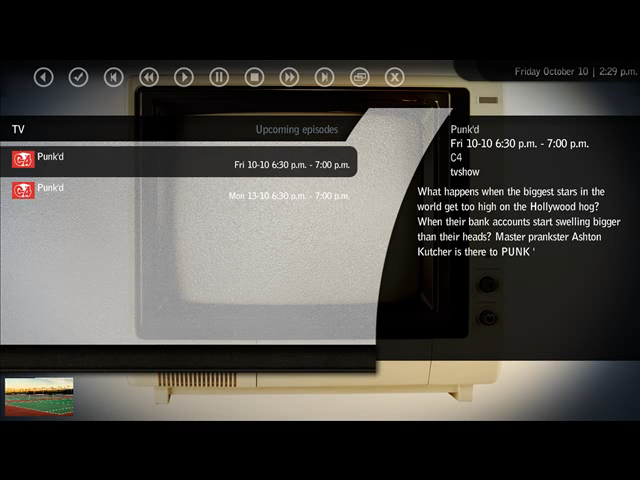 Friday October 10 | 2:29 p.m.
TV
Upcoming episodes
C4
Punk'd
Fri 10-10 6:30 p.m. - 7:00 p.m.
C4
Punk'd
Mon 13-10 6:30 p.m. - 7:00 p.m.
Punk'd
Fri 10-10 6:30 p.m. - 7:00 p.m.
C4
tvshow
What happens when the biggest stars in the
world get too high on the Hollywood hog?
When their bank accounts start swelling bigger
than their heads? Master prankster Ashton
Kutcher is there to PUNK '